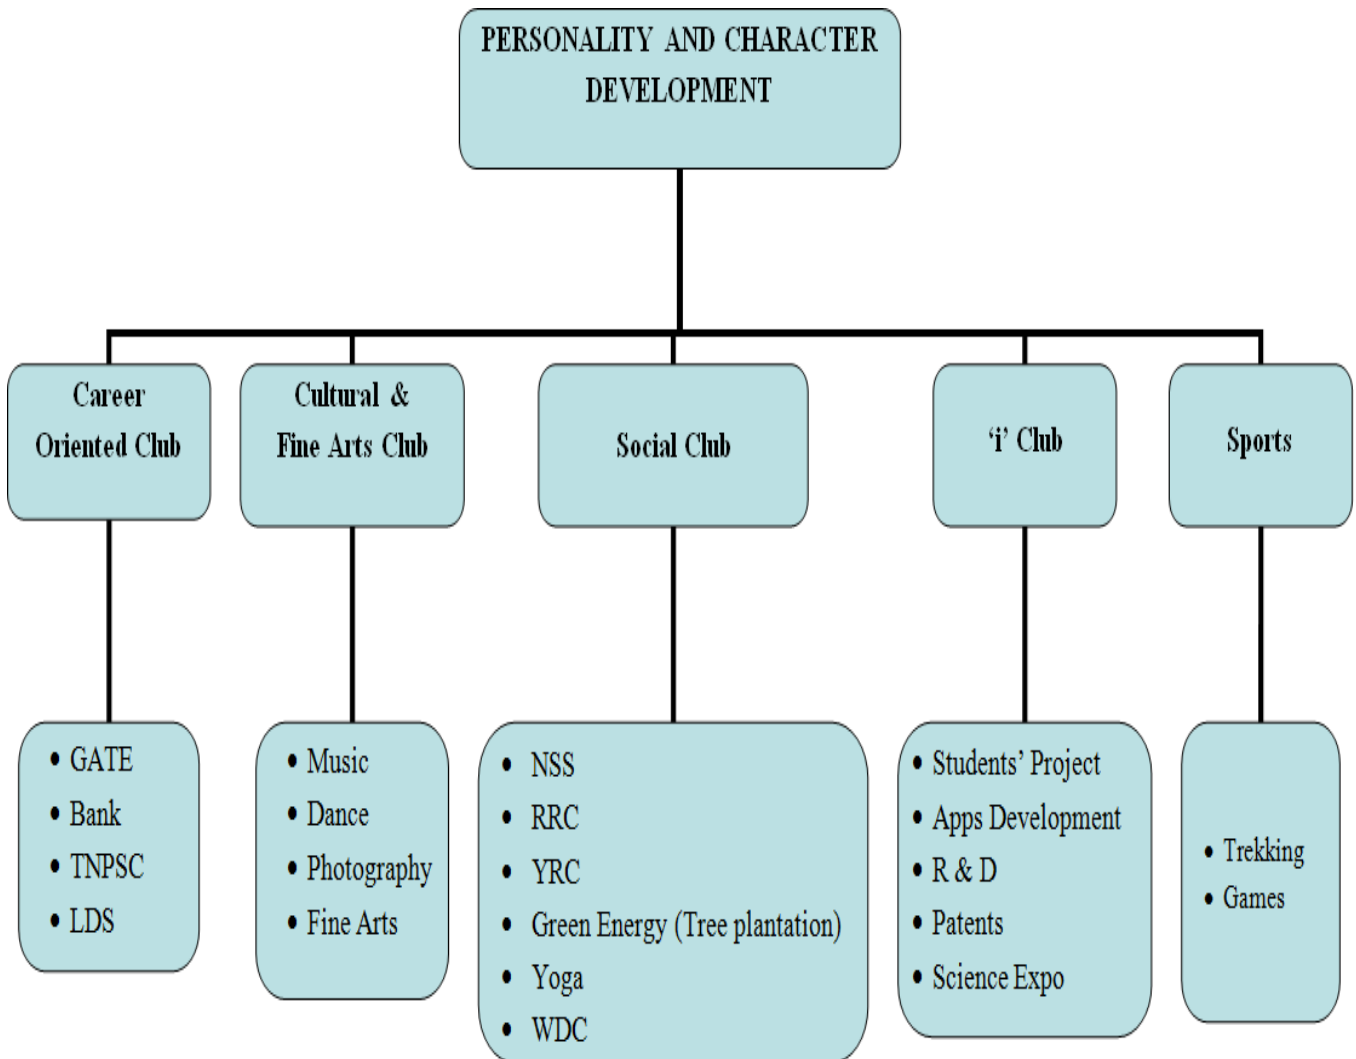 PERSONALITY AND CHARACTER
DEVELOPMENT
Career
Oriented Club
Cultural &
Fine Arts Club
Social Club
‘i’ Club
Sports
• GATE
• Bank
• TNPSC
• LDS
• Music
• Dance
• Photography
• Fine Arts
• NSS
• RRC
• YRC
• Green Energy (Tree plantation)
• Yoga
• WDC
• Students’ Project
• Apps Development
• R & D
• Patents
• Science Expo
• Trekking
• Games